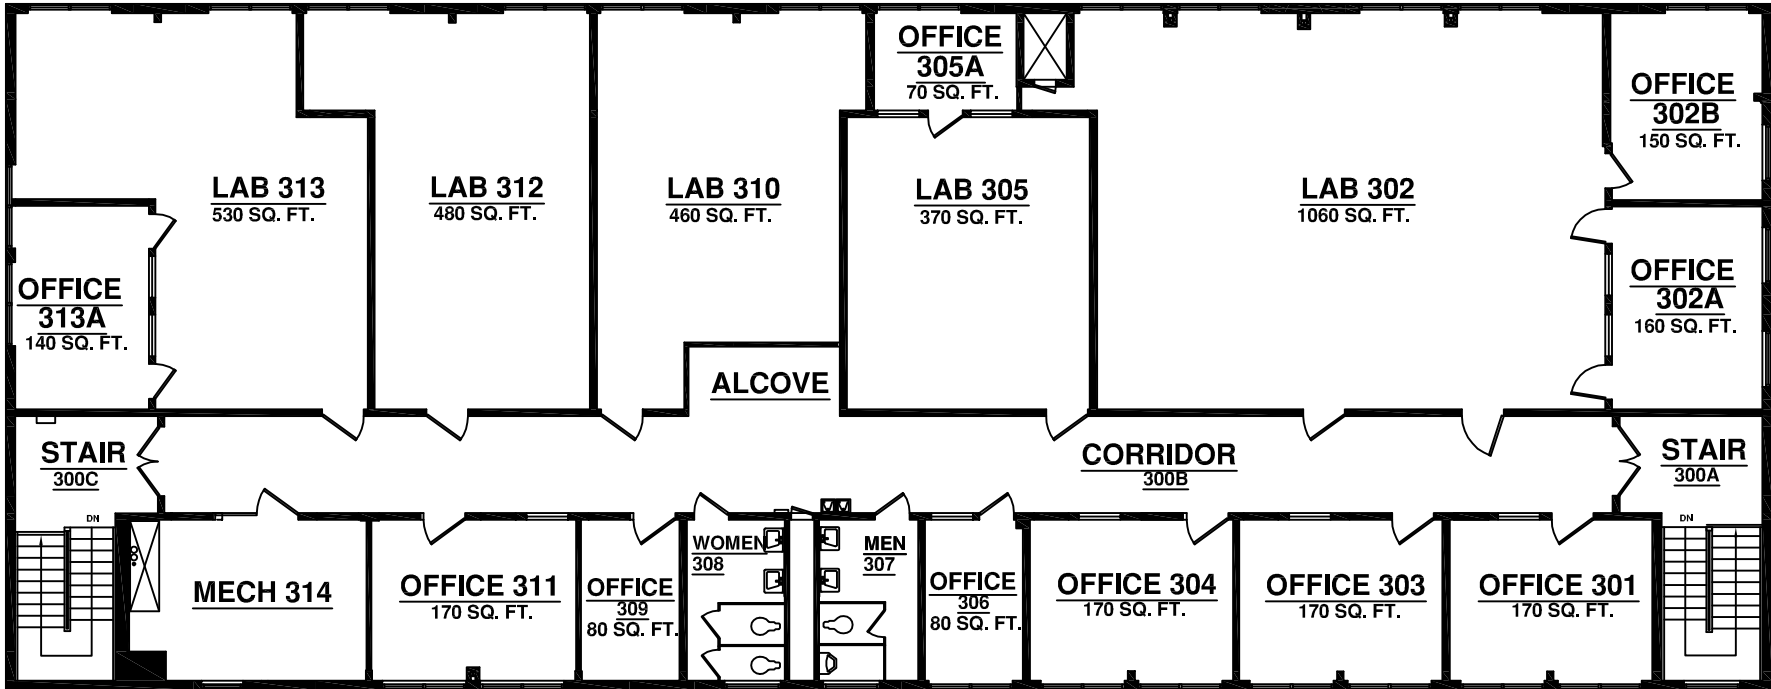 OFFICE
305A
70 SQ. FT.
OFFICE
302B
150 SQ. FT.
LAB 313
530 SQ. FT.
LAB 312
480 SQ. FT.
LAB 310
460 SQ. FT.
LAB 305
370 SQ. FT.
LAB 302
1060 SQ. FT.
OFFICE
313A
140 SQ. FT.
OFFICE
302A
160 SQ. FT.
ALCOVE
STAIR
300C
CORRIDOR
300B
STAIR
300A
DN
DN
MECH 314
OFFICE 311
170 SQ. FT.
OFFICE
309
80 SQ. FT.
WOMEN
308
MEN
307
OFFICE
306
80 SQ. FT.
OFFICE 304
170 SQ. FT.
OFFICE 303
170 SQ. FT.
OFFICE 301
170 SQ. FT.